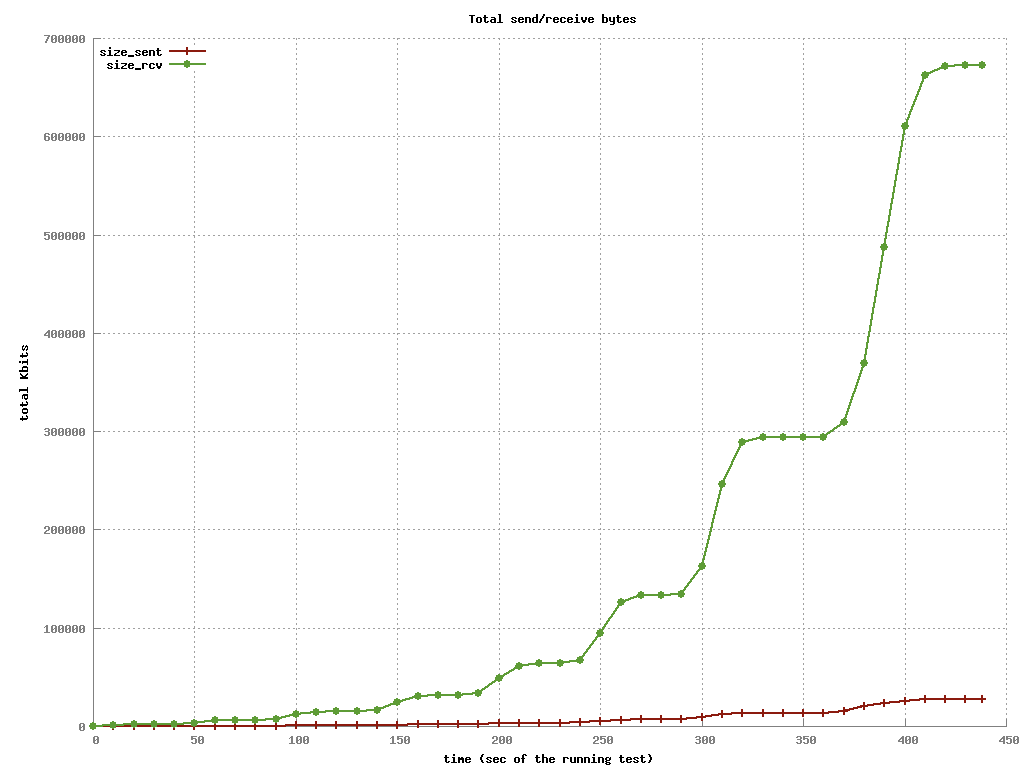 Total send/receive bytes
700000
size_sent
size_rcv
600000
500000
400000
total Kbits
300000
200000
100000
0
0 50 100 150 200 250 300 350 400 450
time (sec of the running test)